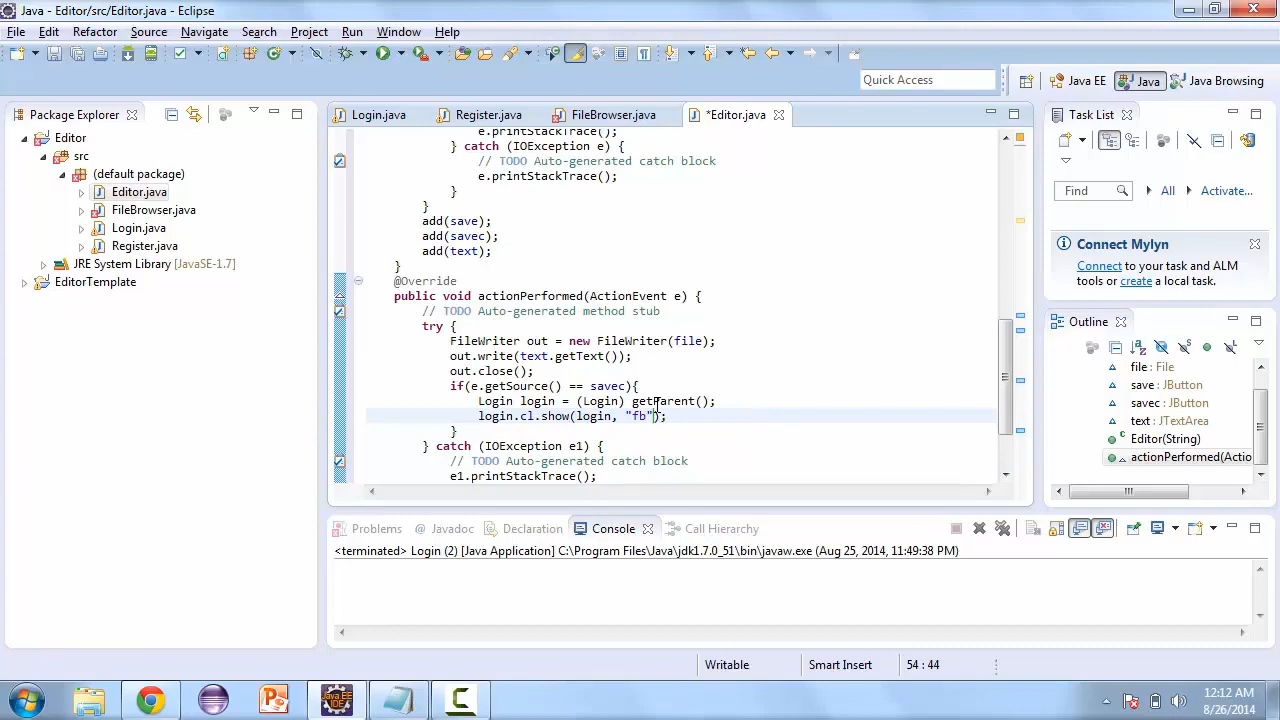 Java - Editor/src/Editor.java - Eclipse
File Edit Refactor Source Navigate Search Project Run Window Help
Quick Access
Java EE
Java
Java Browsing
Package Explorer
Editor
src
(default package)
Editor.java
FileBrowser.java
Login.java
Register.java
JRE System Library [JavaSE-1.7]
EditorTemplate
Login.java Register.java FileBrowser.java *Editor.java
e.printStackTrace();
} catch (IOException e) {
// TODO Auto-generated catch block
e.printStackTrace();
}
}
add(save);
add(savec);
add(text);
}
@Override
public void actionPerformed(ActionEvent e) {
// TODO Auto-generated method stub
try {
FileWriter out = new FileWriter(file);
out.write(text.getText());
out.close();
if(e.getSource() == savec){
Login login = (Login) getParent();
login.cl.show(login, "fb");
}
} catch (IOException e1) {
// TODO Auto-generated catch block
e1.printStackTrace();
Task List
Find
All
Activate...
Connect Mylyn
Connect to your task and ALM
tools or create a local task.
Outline
file : File
save : JButton
savec : JButton
text : JTextArea
Editor(String)
actionPerformed(Actio
Problems @ Javadoc Declaration Console Call Hierarchy
<terminated> Login (2) [Java Application] C:\Program Files\Java\jdk1.7.0_51\bin\javaw.exe (Aug 25, 2014, 11:49:38 PM)
Writable
Smart Insert
54 : 44
12:12 AM
8/26/2014